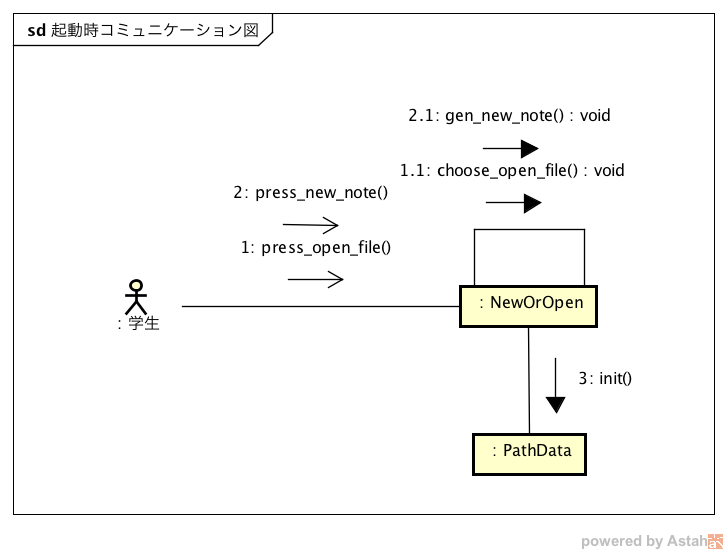 sd 起動時コミュニケーション図
2.1: gen_new_note() : void
1.1: choose_open_file() : void
2: press_new_note()
1: press_open_file()
: NewOrOpen
: 学生
3: init()
: PathData
powered by Astah